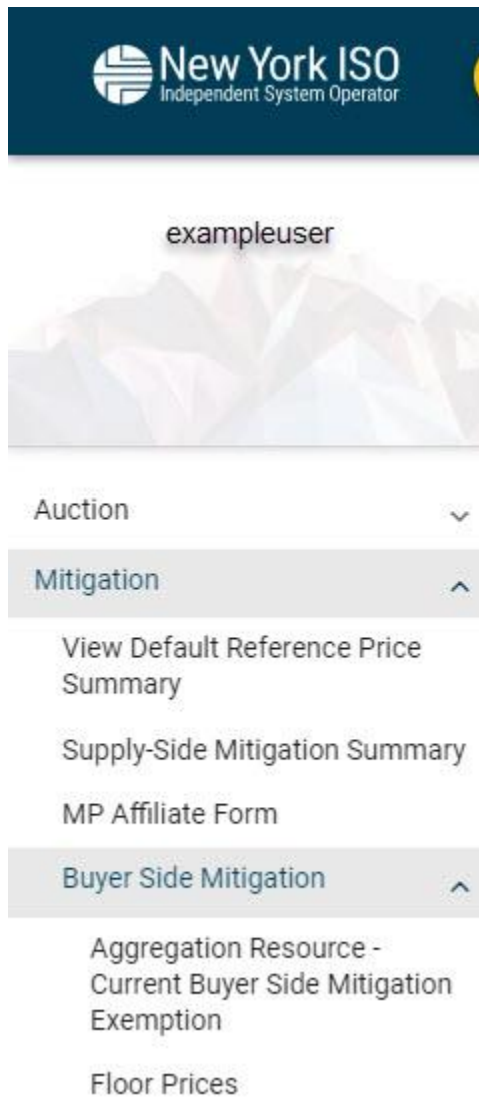 New York ISO
Independent System Operator
exampleuser
Auction
Mitigation
View Default Reference Price
Summary
Supply-Side Mitigation Summary
MP Affiliate Form
Buyer Side Mitigation
Aggregation Resource -
Current Buyer Side Mitigation
Exemption
Floor Prices